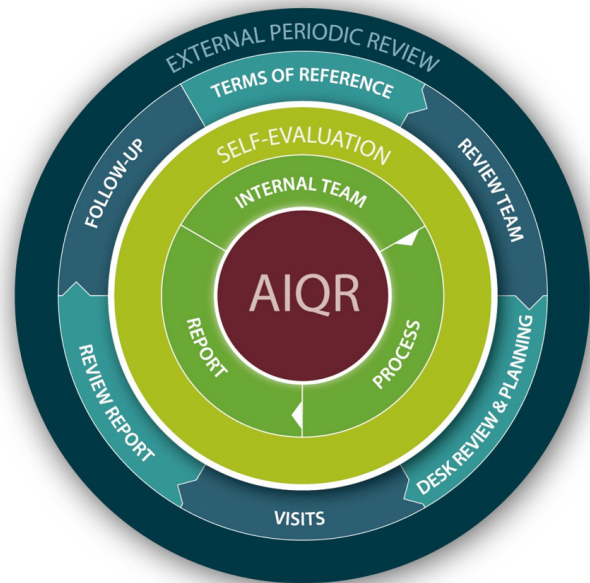 EXTERNAL PERIODIC REVIEW
TERMS OF REFERENCE
REVIEW TEAM
DESK REVIEW & PLANNING
VISITS
REVIEW REPORT
FOLLOW-UP
SELF-EVALUATION
INTERNAL TEAM
PROCESS
REPORT
AIQR